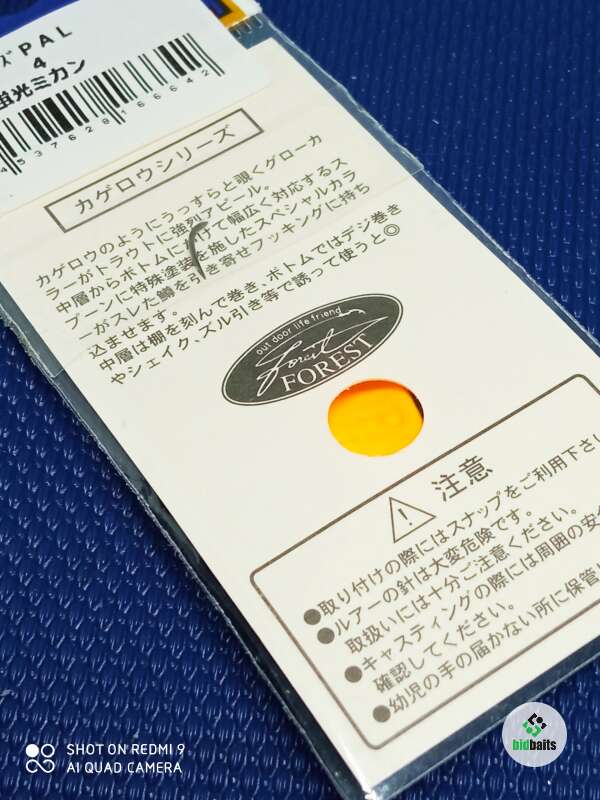 ズPAL
4
蛍光ミカン
4537628166642
カゲロウシリーズ
カゲロウのようにうっすらと覗くグローカ
ラーがトラウトに強烈アピール。
中層からボトムにかけて幅広く対応するス
プーンに特殊塗装を施したスペシャルカラ
ーがスレた鱒を引き寄せフッキングに持ち
込ませます。
中層は棚を刻んで巻き、ボトムではデジ巻き
やシェイク、ズル引き等で誘って使うと◎
out door life friend
Forest
FOREST
注意
●取り付けの際にはスナップをご利用下さい
●ルアーの針は大変危険です。
取扱いには十分ご注意ください。
●キャスティングの際には周囲の安全
確認してください。
●幼児の手の届かない所に保管し
bidbaits
SHOT ON REDMI 9
AI QUAD CAMERA